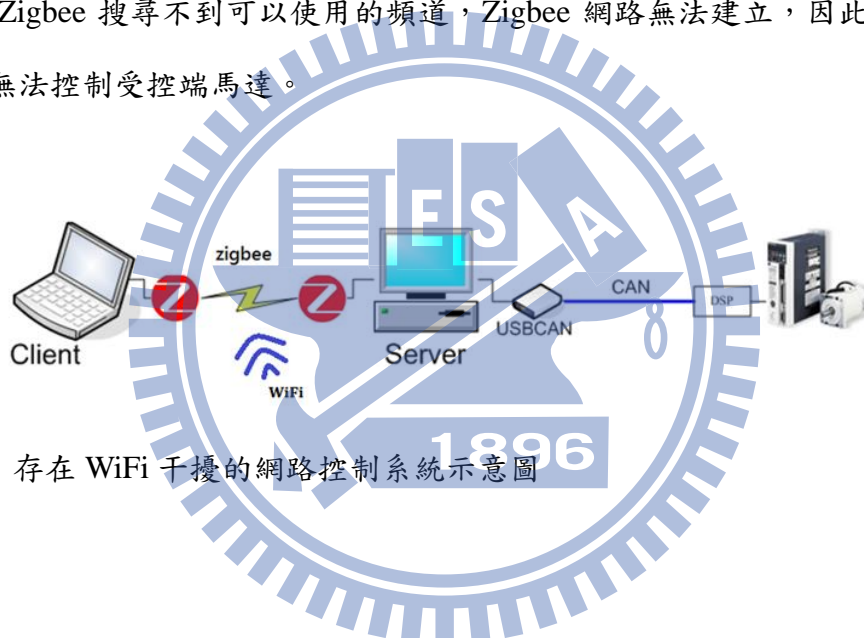 Zigbee 搜尋不到可以使用的頻道，Zigbee 網路無法建立，因此
無法控制受控端馬達。
ES
A
zigbee
Z
Z
CAN
DSP
USBCAN
8
Client
Server
WiFi
1896
存在 WiFi 干擾的網路控制系統示意圖